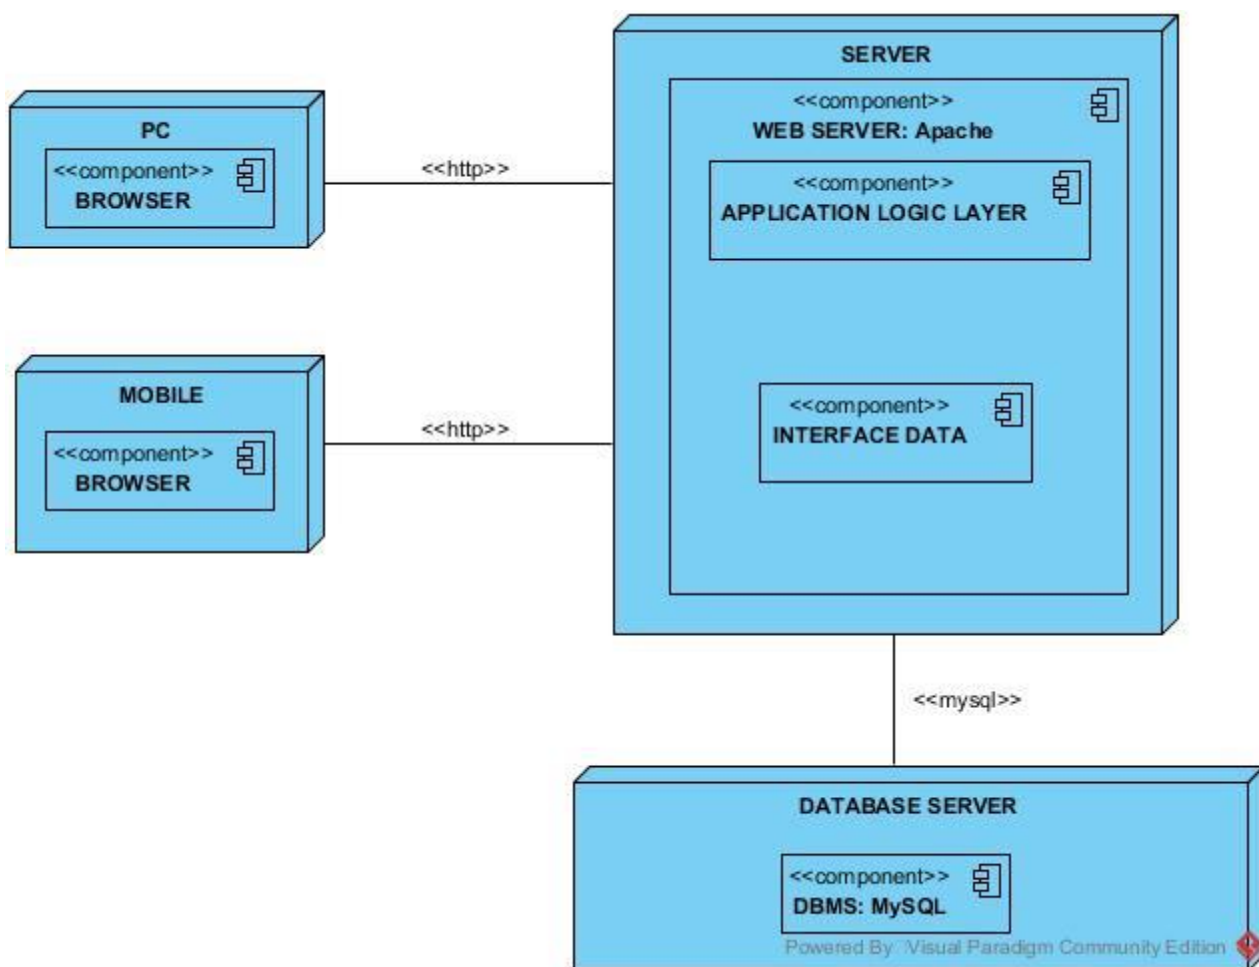 PC
<<component>>
BROWSER
<<http>>
MOBILE
<<component>>
BROWSER
<<http>>
SERVER
<<component>>
WEB SERVER: Apache
<<component>>
APPLICATION LOGIC LAYER
<<component>>
INTERFACE DATA
<<mysql>>
DATABASE SERVER
<<component>>
DBMS: MySQL
Powered By Visual Paradigm Community Edition